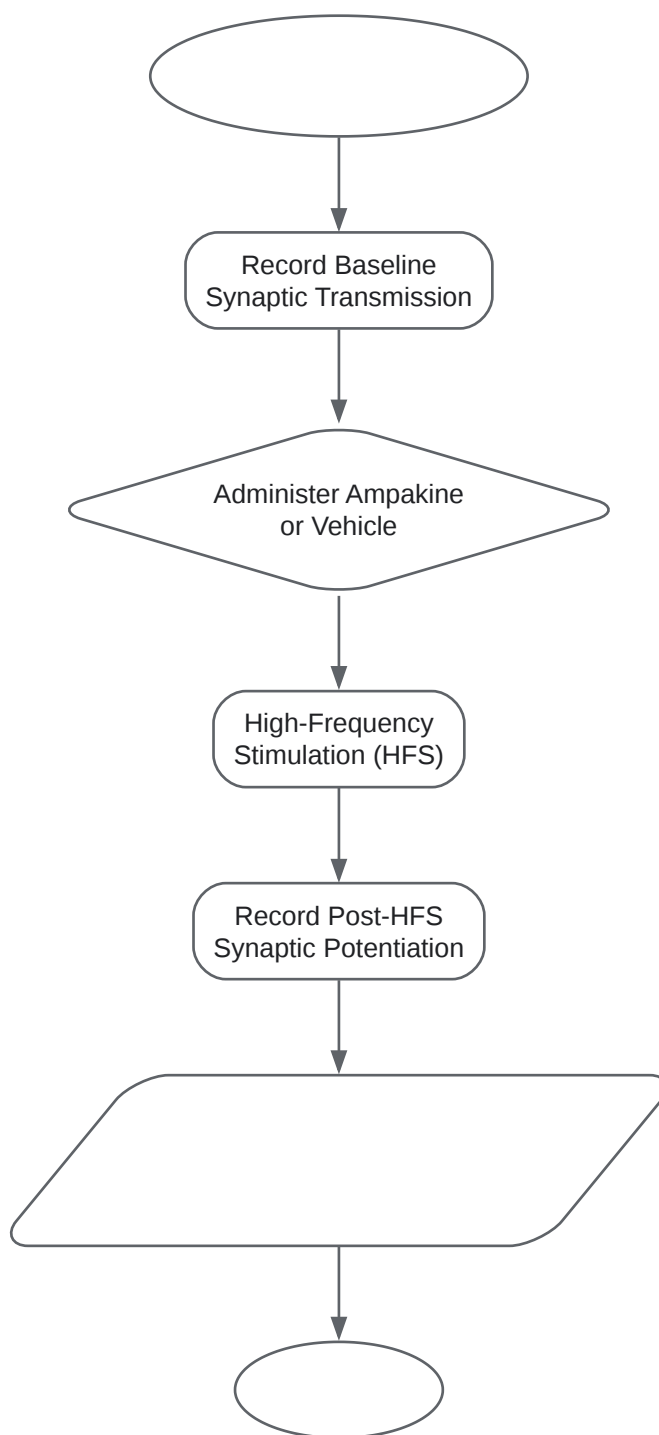 Record Baseline
Synaptic Transmission
Administer Ampakine
or Vehicle
High-Frequency
Stimulation (HFS)
Record Post-HFS
Synaptic Potentiation